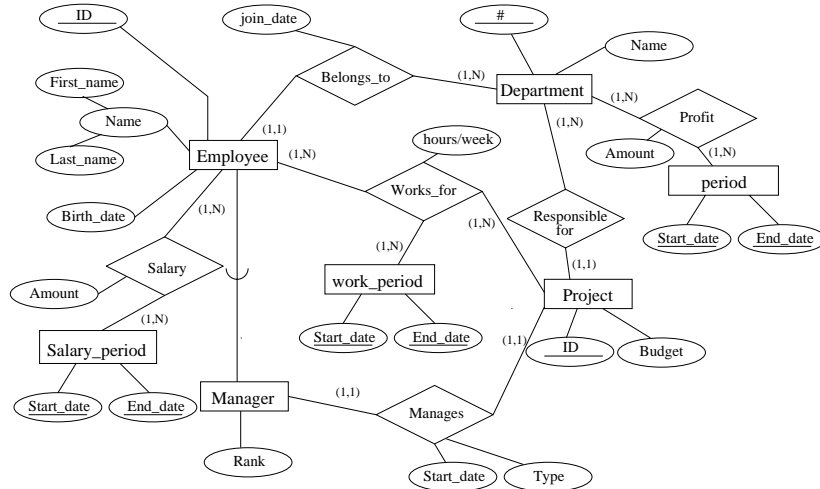 ID
join_date
#
Name
First_name
Name
Last_name
Belongs_to
(1,N)
Department
(1,N)
Profit
(1,1)
hours/week
(1,N)
Amount
(1,N)
Employee
(1,N)
Works_for
period
Birth_date
(1,N)
Responsible
for
Start_date
End_date
(1,N)
(1,N)
Salary
(1,1)
Amount
work_period
Project
(1,N)
Start_date
End_date
(1,1)
ID
Budget
Salary_period
Start_date
End_date
Manager
(1,1)
Manages
Rank
Start_date
Type